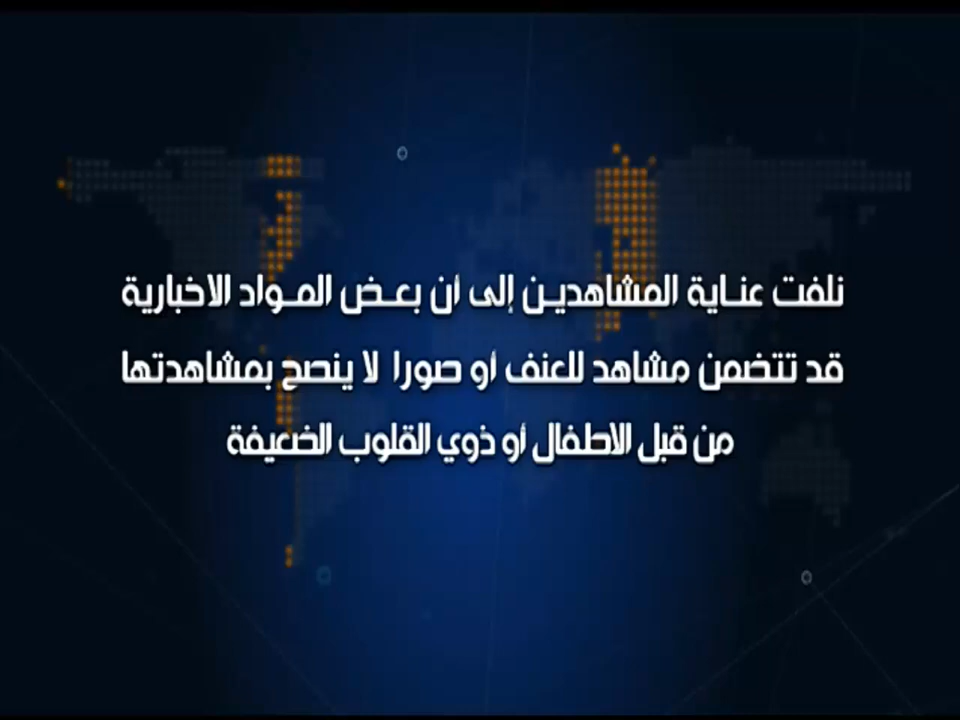 نلفت عناية المشاهدين إلى أن بعض المواد الاخبارية
قد تتضمن مشاهد للعنف أو صورا لا ينصح بمشاهدتها
من قبل الاطفال أو ذوي القلوب الضعيفة